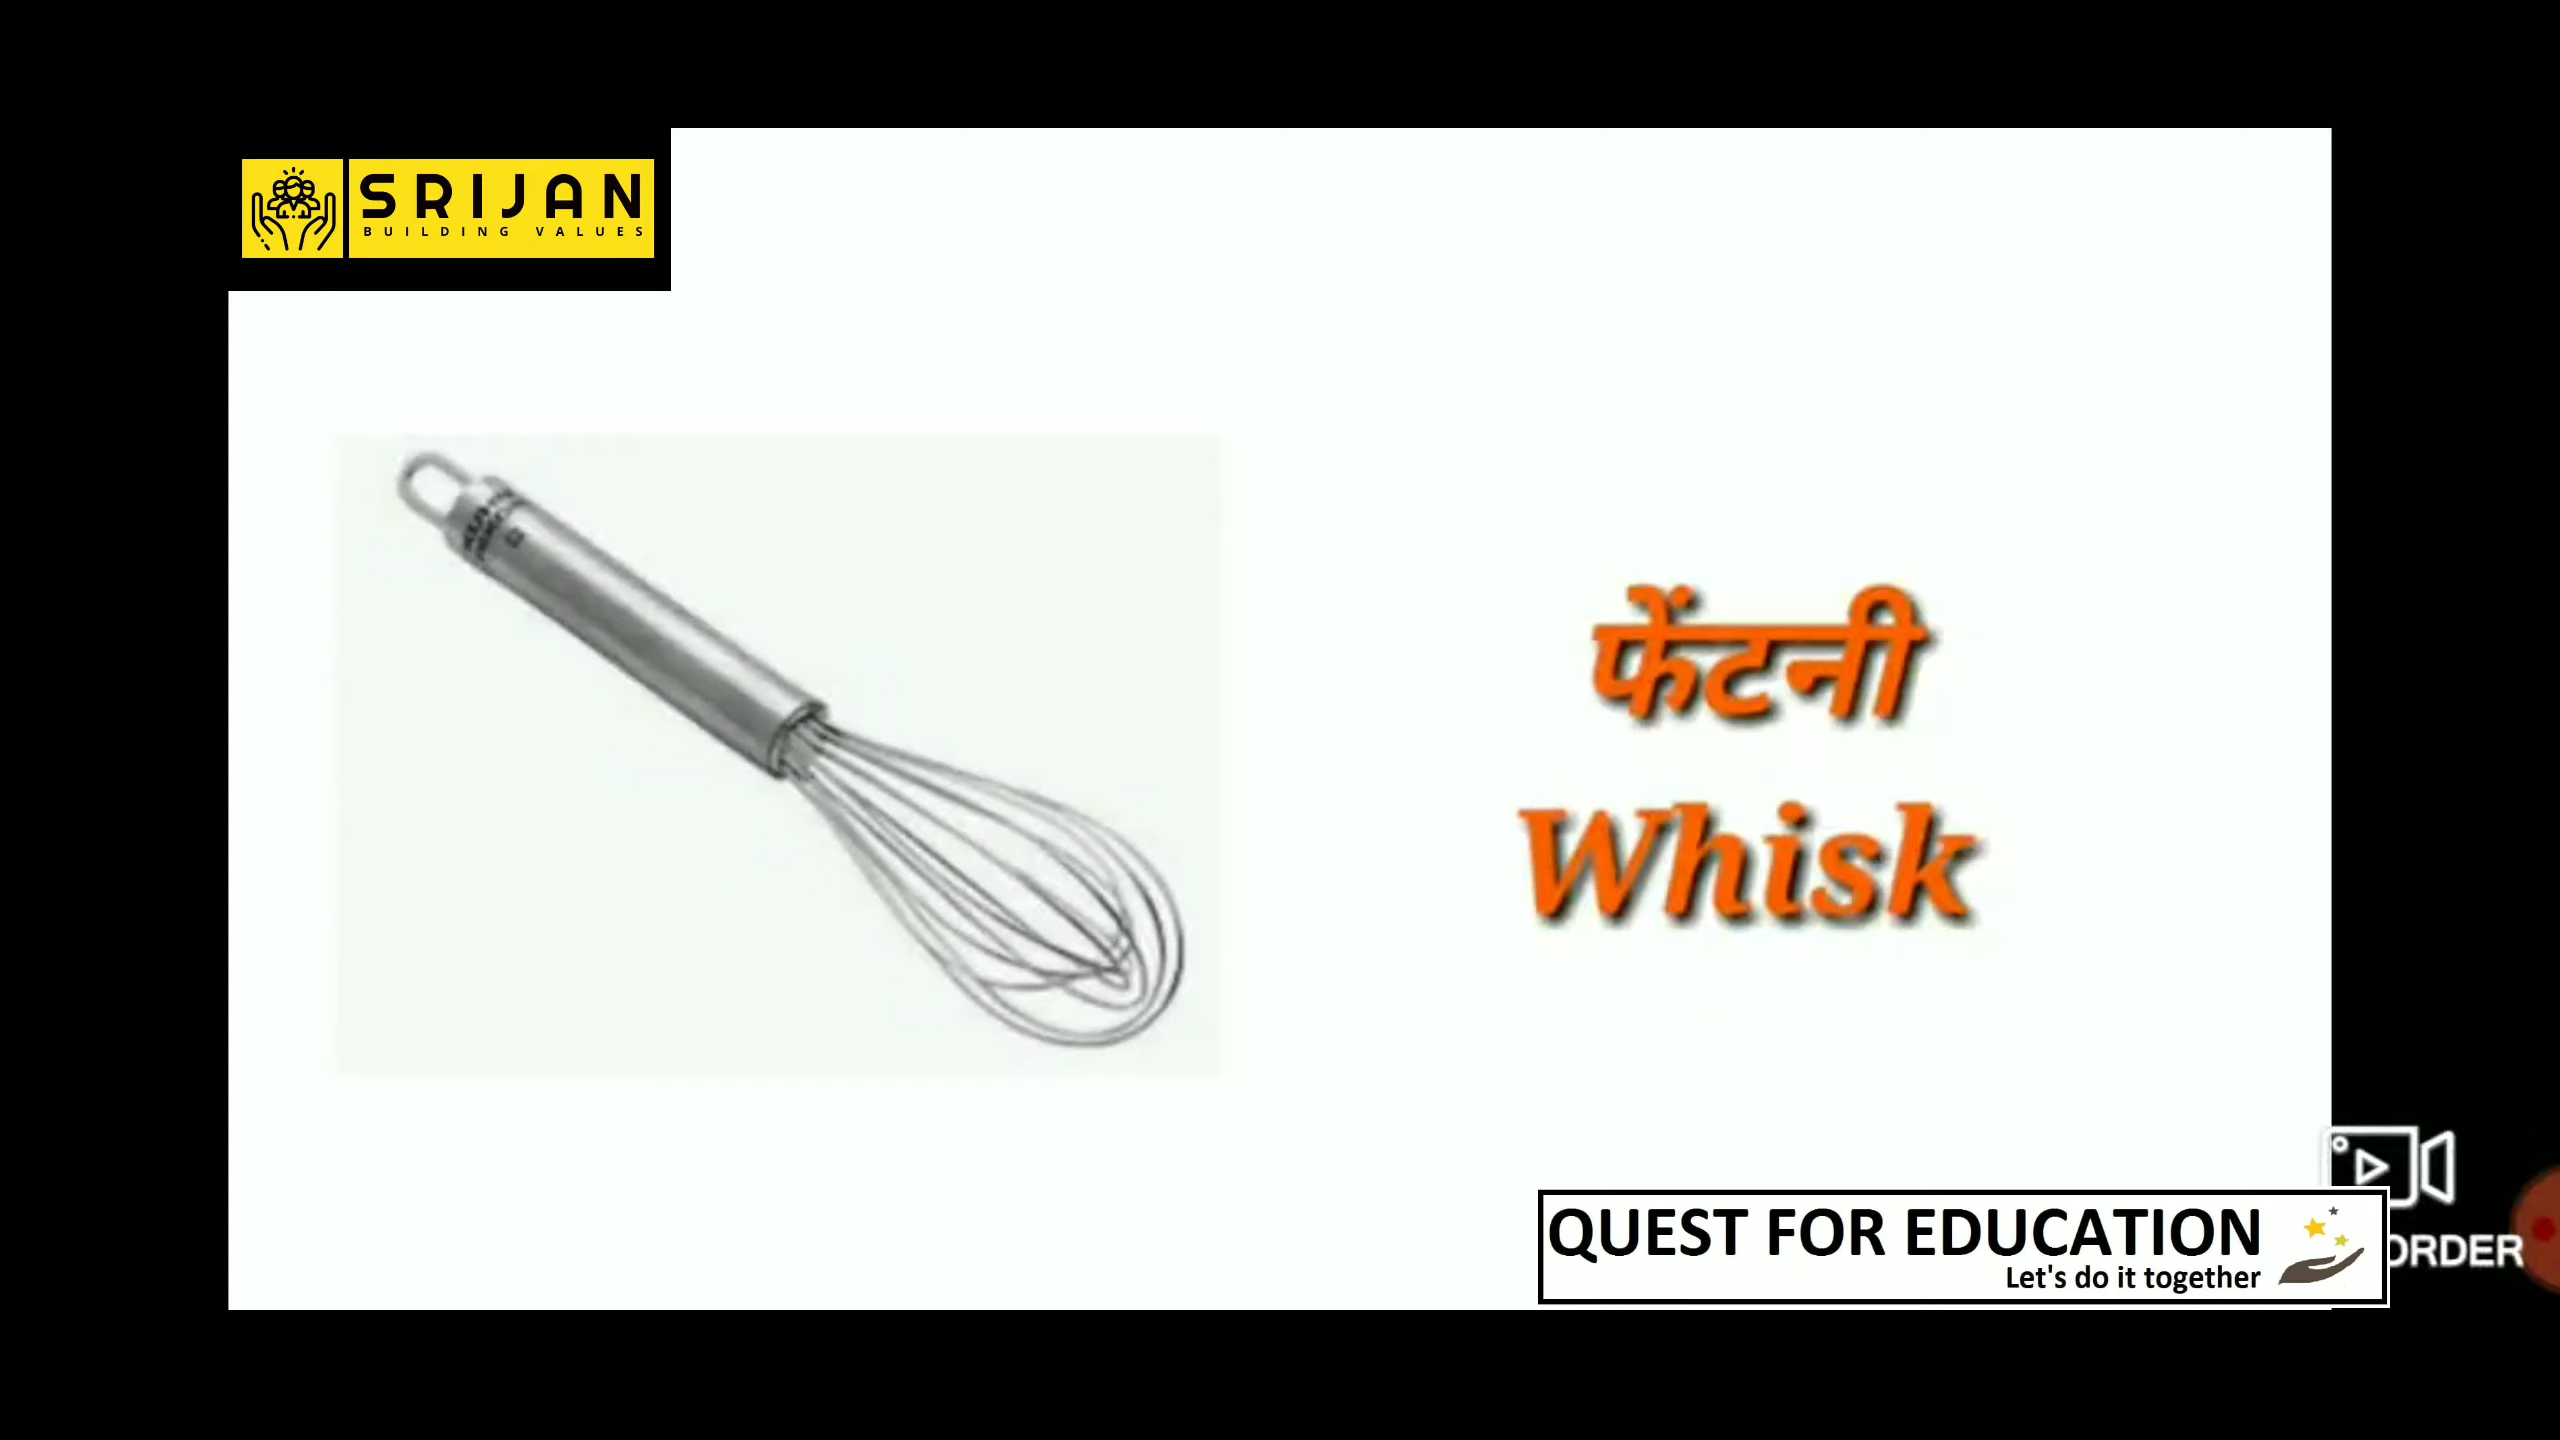 SRIJAN
BUILDING VALUES
फेंटनी
Whisk
QUEST FOR EDUCATION
Let's do it together